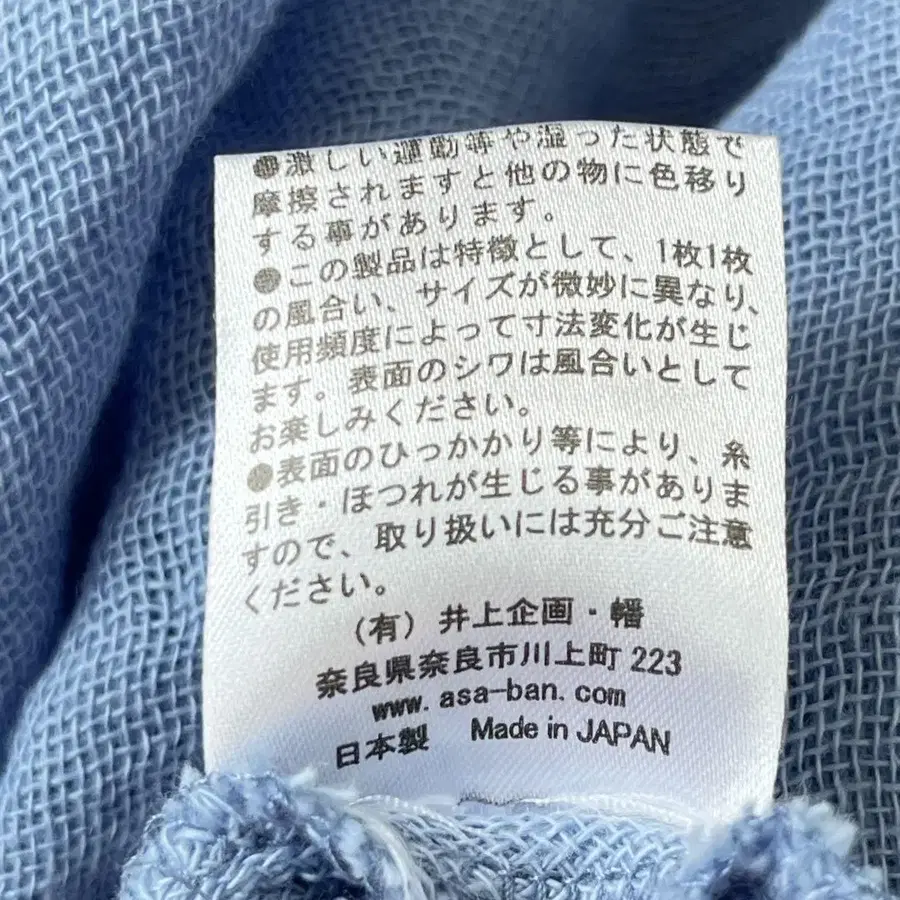 ●激しい運動等や湿った状態で
摩擦されますと他の物に色移り
する事があります。
●この製品は特徴として、1枚1枚
の風合い、サイズが微妙に異なり、
使用頻度によって寸法変化が生じ
ます。表面のシワは風合いとして
お楽しみください。
●表面のひっかかり等により、糸
引き・ほつれが生じる事がありま
すので、取り扱いには充分ご注意
ください。
(有)井上企画・幡
奈良県奈良市川上町223
www.asa-ban.com
日本製 Made in JAPAN